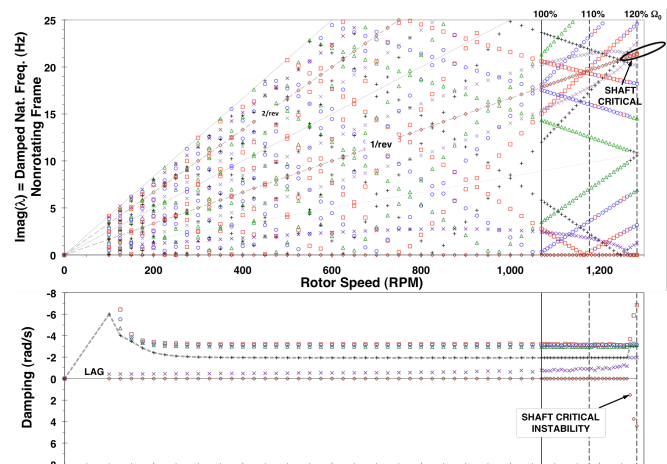 100% 110% 120% Ω₀
Imag(λ) = Damped Nat. Freq. (Hz)
Nonrotating Frame
25
20
15
10
5
0
2/rev
1/rev
SHAFT
CRITICAL
0 200 400 600 800 1,000 1,200
Rotor Speed (RPM)
Damping (rad/s)
-8
-6
-4
-2
0
2
4
6
8
LAG
SHAFT CRITICAL
INSTABILITY